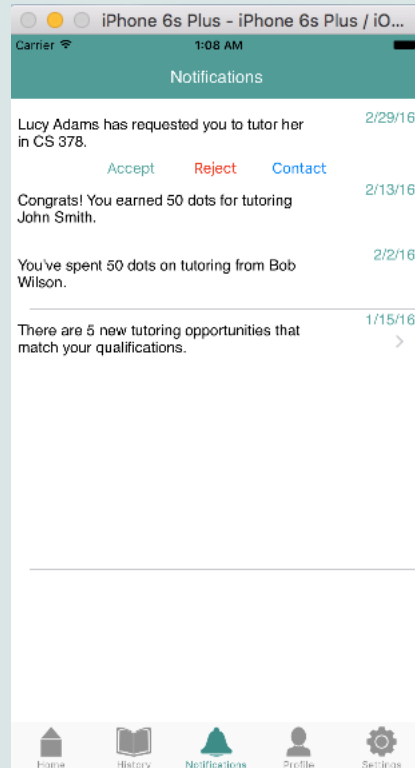 iPhone 6s Plus - iPhone 6s Plus / iO...
Carrier 1:08 AM
Notifications
Lucy Adams has requested you to tutor her 2/29/16
in CS 378.
Accept Reject Contact
Congrats! You earned 50 dots for tutoring 2/13/16
John Smith.
You've spent 50 dots on tutoring from Bob 2/2/16
Wilson.
There are 5 new tutoring opportunities that 1/15/16
match your qualifications.
Home History Notifications Profile Settings